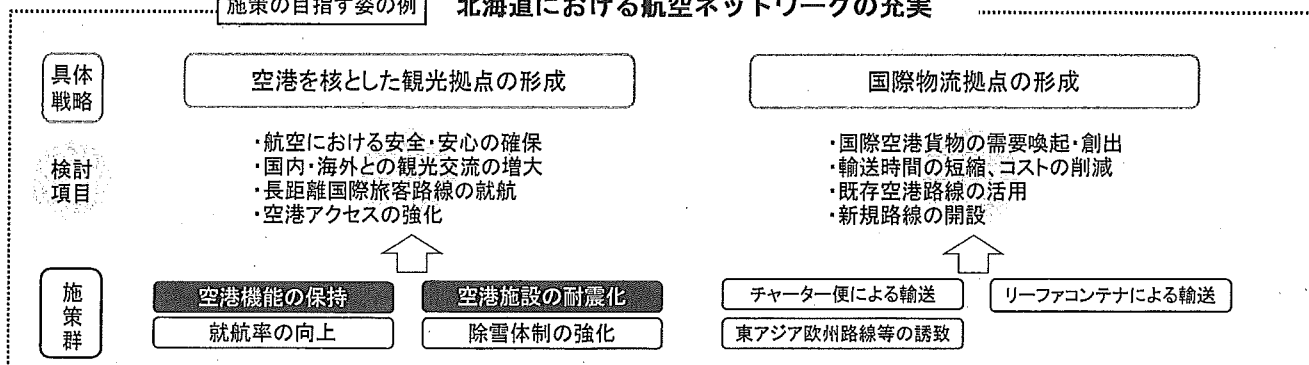 施策の目指す姿の例
北海道における航空ネットワークの充実
具体
戦略
空港を核とした観光拠点の形成
国際物流拠点の形成
検討
項目
・航空における安全・安心の確保
・国内・海外との観光交流の増大
・長距離国際旅客路線の就航
・空港アクセスの強化
・国際空港貨物の需要喚起・創出
・輸送時間の短縮、コストの削減
・既存空港路線の活用
・新規路線の開設
施
策
群
空港機能の保持
空港施設の耐震化
就航率の向上
除雪体制の強化
チャーター便による輸送
リーファコンテナによる輸送
東アジア欧州路線等の誘致